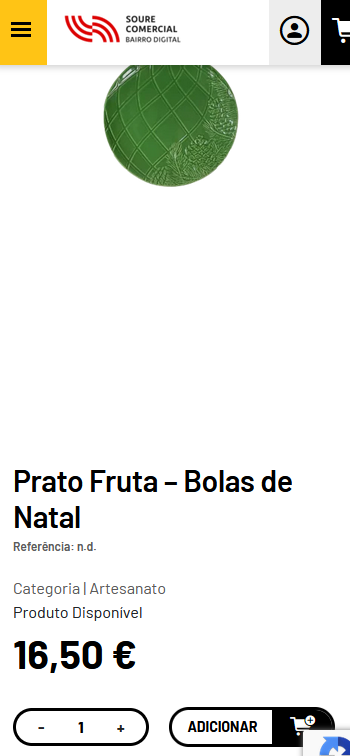 SOURE
COMERCIAL
BAIRRO DIGITAL
Prato Fruta – Bolas de
Natal
Referência: n.d.
Categoria | Artesanato
Produto Disponível
16,50 €
- 1 +
ADICIONAR